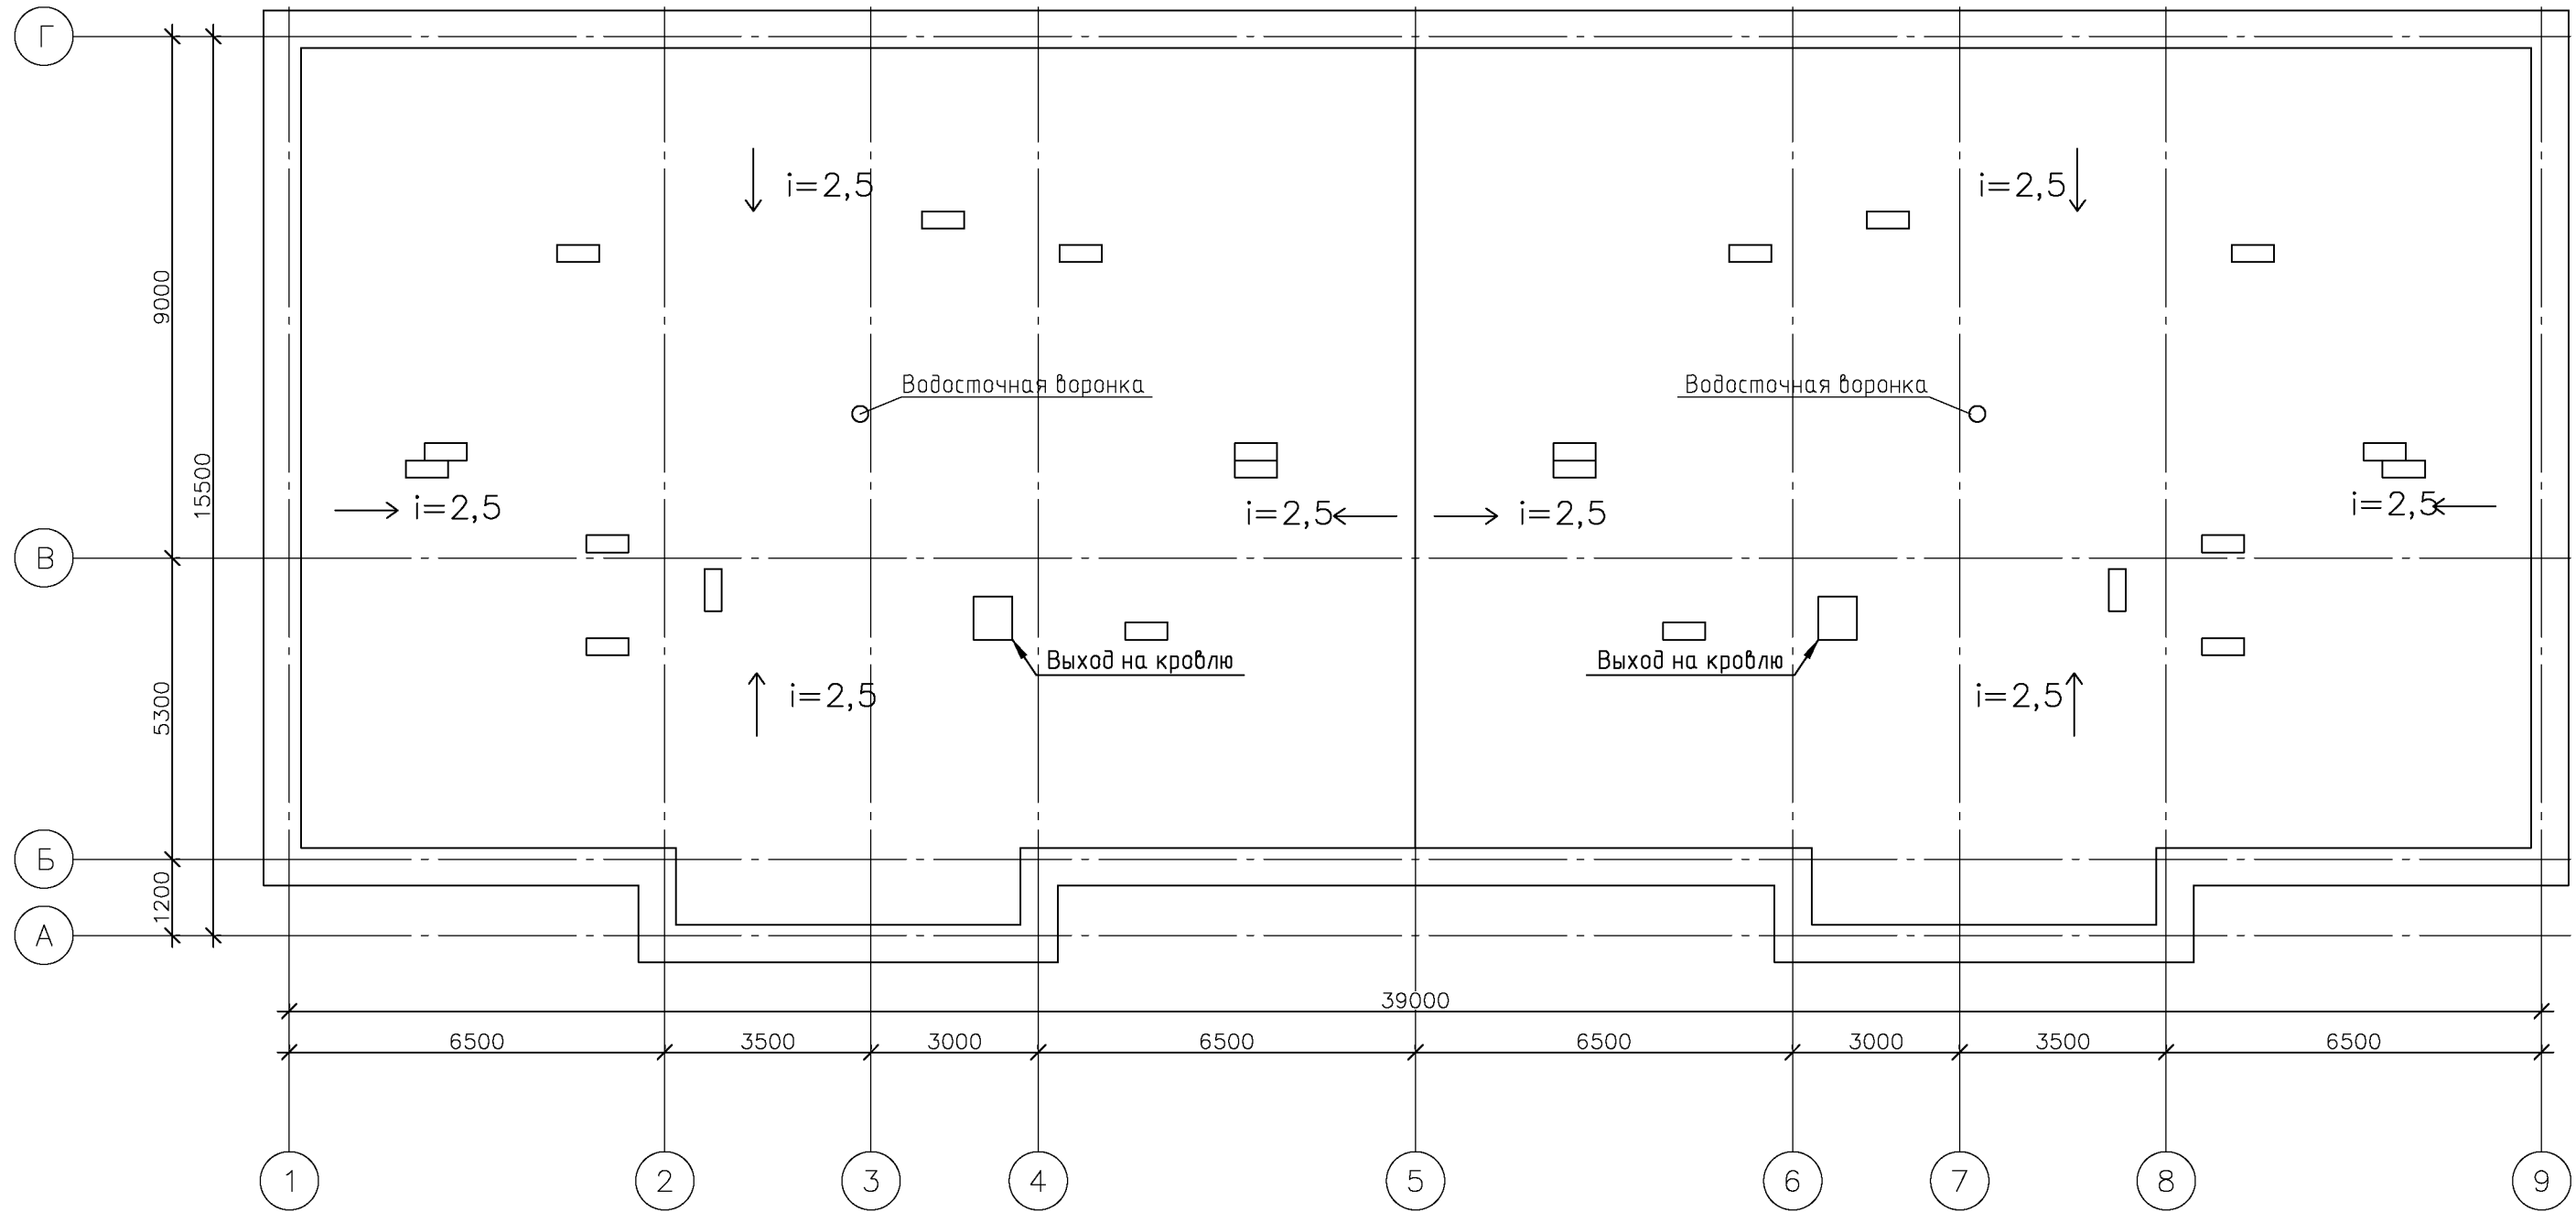 Г
i=2,5
i=2,5
9000
Водосточная воронка
Водосточная воронка
15500
i=2,5
i=2,5
i=2,5
i=2,5
В
Выход на кровлю
Выход на кровлю
5300
i=2,5
i=2,5
Б
1200
А
39000
6500
3500
3000
6500
6500
3000
3500
6500
1
2
3
4
5
6
7
8
9